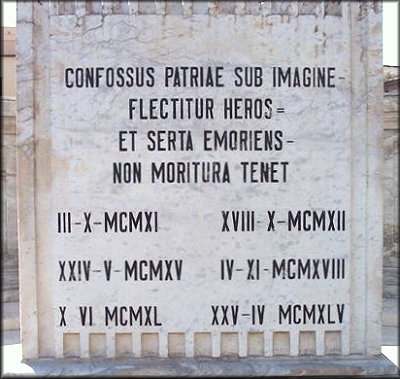 CONFOSSUS PATRIAE SUB IMAGINE-
FLECTITUR HEROS=
ET SERTA EMORIENS-
NON MORITURA TENET
III-X-MCMXI XVIII-X-MCMXII
XXIV-V-MCMXV IV-XI-MCMXVIII
X VI MCMXL XXV-IV MCMXLV